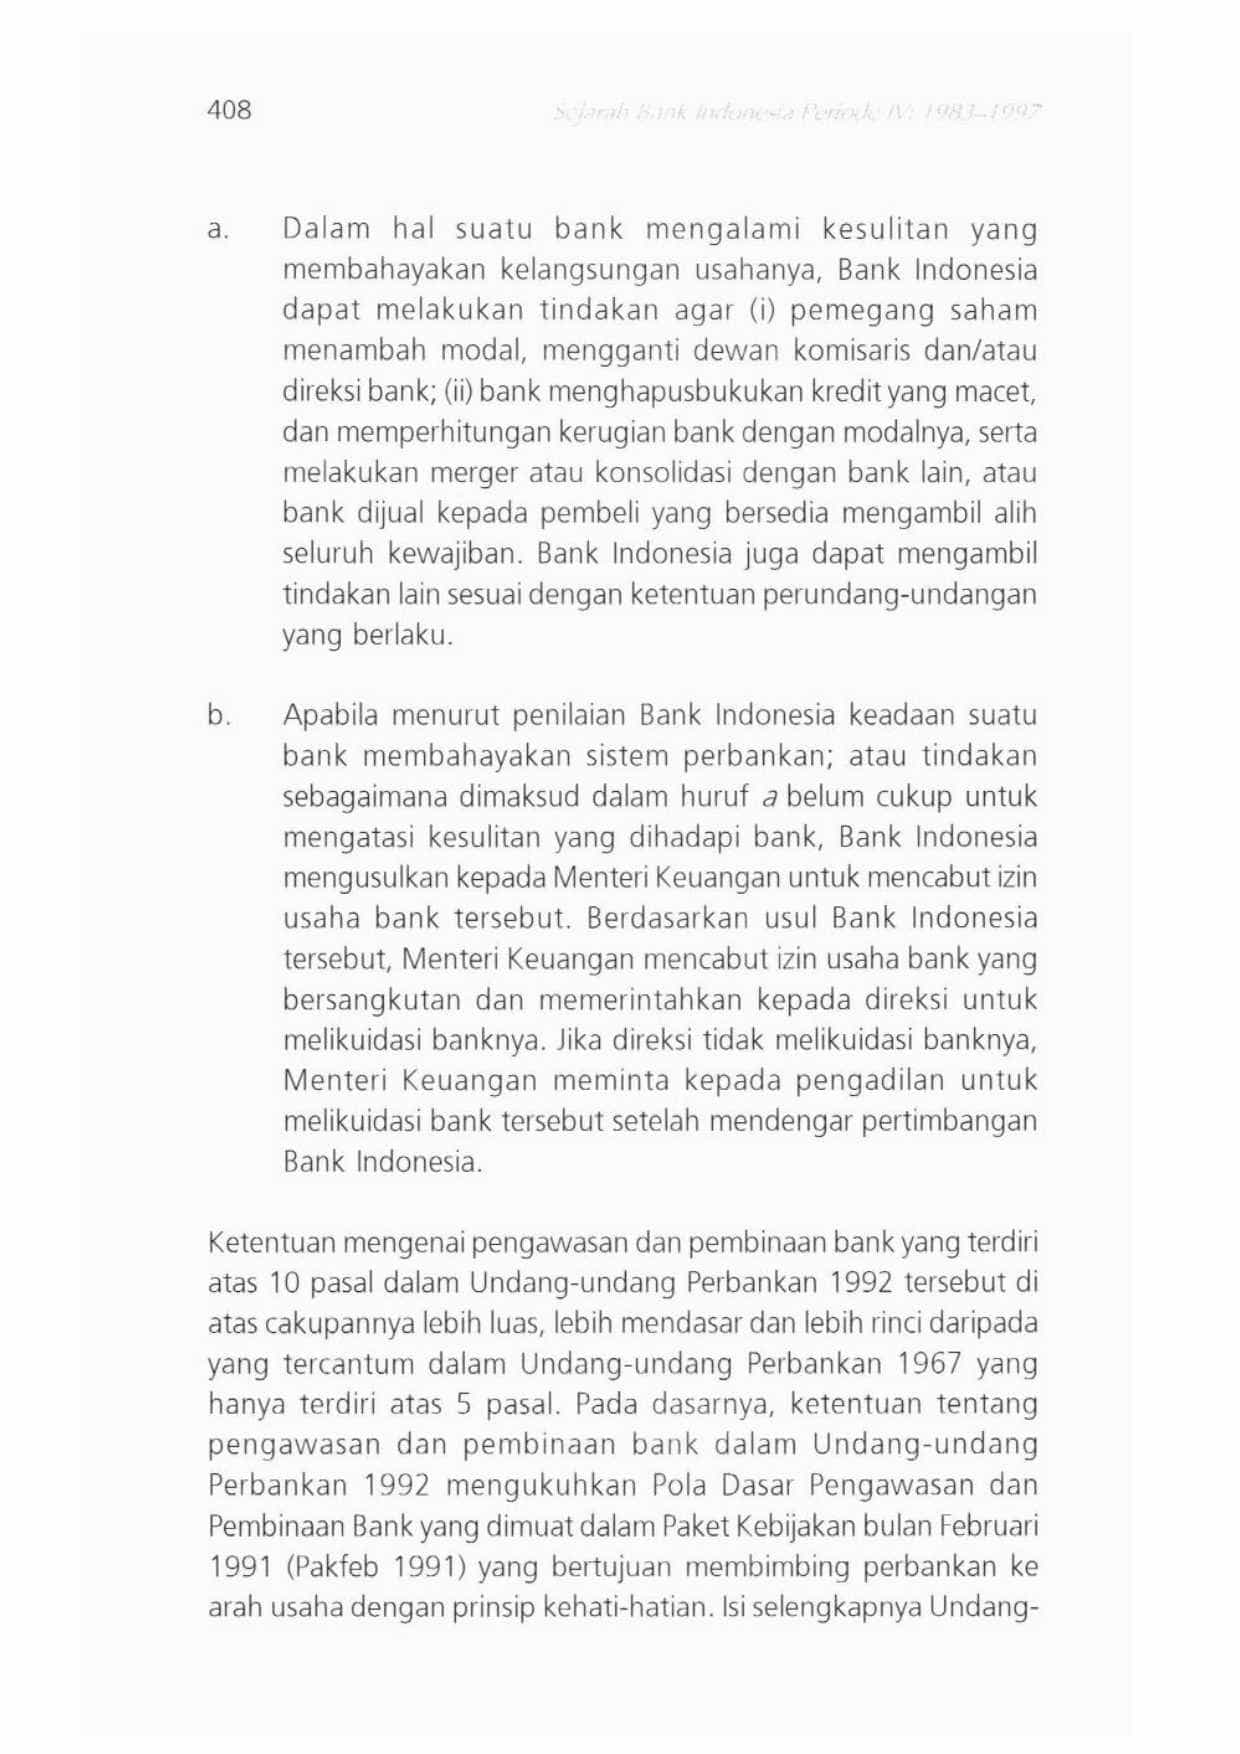 408
Sejarah Bank Indonesia Periode IV: 1983–1997
a. Dalam hal suatu bank mengalami kesulitan yang
membahayakan kelangsungan usahanya, Bank Indonesia
dapat melakukan tindakan agar (i) pemegang saham
menambah modal, mengganti dewan komisaris dan/atau
direksi bank; (ii) bank menghapusbukukan kredit yang macet,
dan memperhitungan kerugian bank dengan modalnya, serta
melakukan merger atau konsolidasi dengan bank lain, atau
bank dijual kepada pembeli yang bersedia mengambil alih
seluruh kewajiban. Bank Indonesia juga dapat mengambil
tindakan lain sesuai dengan ketentuan perundang-undangan
yang berlaku.
b. Apabila menurut penilaian Bank Indonesia keadaan suatu
bank membahayakan sistem perbankan; atau tindakan
sebagaimana dimaksud dalam huruf a belum cukup untuk
mengatasi kesulitan yang dihadapi bank, Bank Indonesia
mengusulkan kepada Menteri Keuangan untuk mencabut izin
usaha bank tersebut. Berdasarkan usul Bank Indonesia
tersebut, Menteri Keuangan mencabut izin usaha bank yang
bersangkutan dan memerintahkan kepada direksi untuk
melikuidasi banknya. Jika direksi tidak melikuidasi banknya,
Menteri Keuangan meminta kepada pengadilan untuk
melikuidasi bank tersebut setelah mendengar pertimbangan
Bank Indonesia.
Ketentuan mengenai pengawasan dan pembinaan bank yang terdiri
atas 10 pasal dalam Undang-undang Perbankan 1992 tersebut di
atas cakupannya lebih luas, lebih mendasar dan lebih rinci daripada
yang tercantum dalam Undang-undang Perbankan 1967 yang
hanya terdiri atas 5 pasal. Pada dasarnya, ketentuan tentang
pengawasan dan pembinaan bank dalam Undang-undang
Perbankan 1992 mengukuhkan Pola Dasar Pengawasan dan
Pembinaan Bank yang dimuat dalam Paket Kebijakan bulan Februari
1991 (Pakfeb 1991) yang bertujuan membimbing perbankan ke
arah usaha dengan prinsip kehati-hatian. Isi selengkapnya Undang-